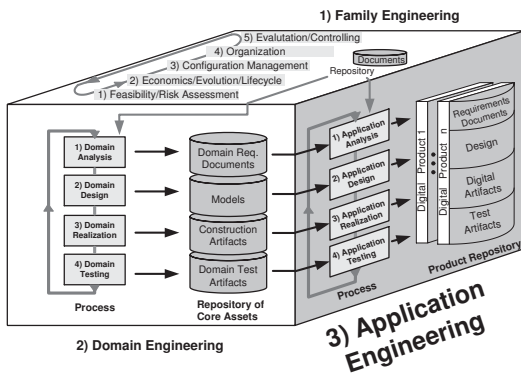 1) Family Engineering
5) Evalutation/Controlling
4) Organization
3) Configuration Management
2) Economics/Evolution/Lifecycle
1) Feasibility/Risk Assessment
Documents
Repository
1) Domain
Analysis
2) Domain
Design
3) Domain
Realization
4) Domain
Testing
Process
Domain Req.
Documents
Models
Construction
Artifacts
Domain Test
Artifacts
Repository of
Core Assets
2) Domain Engineering
1) Application
Analysis
2) Application
Design
3) Application
Realization
4) Application
Testing
Process
Digital Product 1
Digital Product n
Requirements
Documents
Design
Digital
Artifacts
Test
Artifacts
Product Repository
3) Application
Engineering